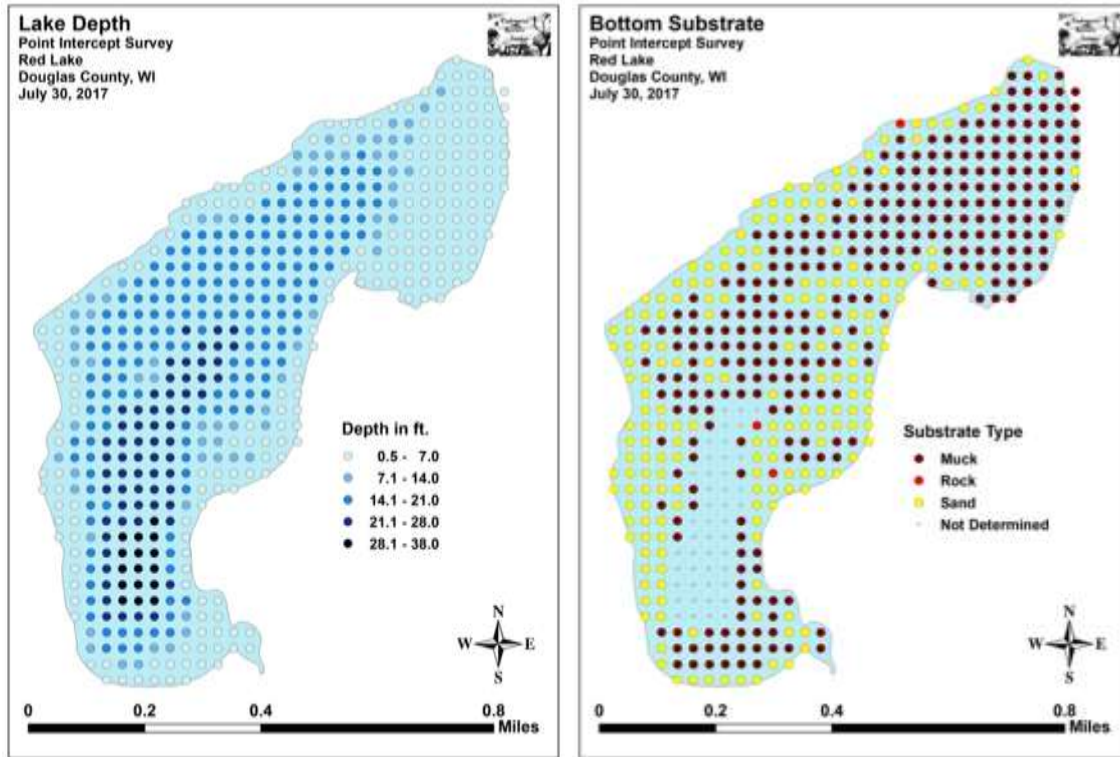 Lake Depth
Point Intercept Survey
Red Lake
Douglas County, WI
July 30, 2017
Depth in ft.
0.5 - 7.0
7.1 - 14.0
14.1 - 21.0
21.1 - 28.0
28.1 - 38.0
N
W E
S
0 0.2 0.4 0.8
Miles
Bottom Substrate
Point Intercept Survey
Red Lake
Douglas County, WI
July 30, 2017
Substrate Type
Muck
Rock
Sand
Not Determined
N
W E
S
0 0.2 0.4 0.8
Miles